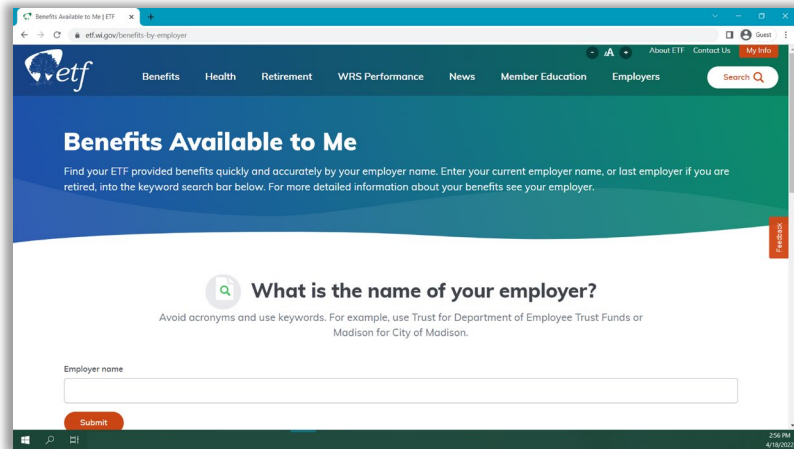 Benefits Available to Me | ETF
etf.wi.gov/benefits-by-employer
Guest
- AA + About ETF Contact Us My Info
etf
Benefits Health Retirement WRS Performance News Member Education Employers Search
Benefits Available to Me
Find your ETF provided benefits quickly and accurately by your employer name. Enter your current employer name, or last employer if you are
retired, into the keyword search bar below. For more detailed information about your benefits see your employer.
Feedback
What is the name of your employer?
Avoid acronyms and use keywords. For example, use Trust for Department of Employee Trust Funds or
Madison for City of Madison.
Employer name
Submit
2:56 PM
4/18/2022